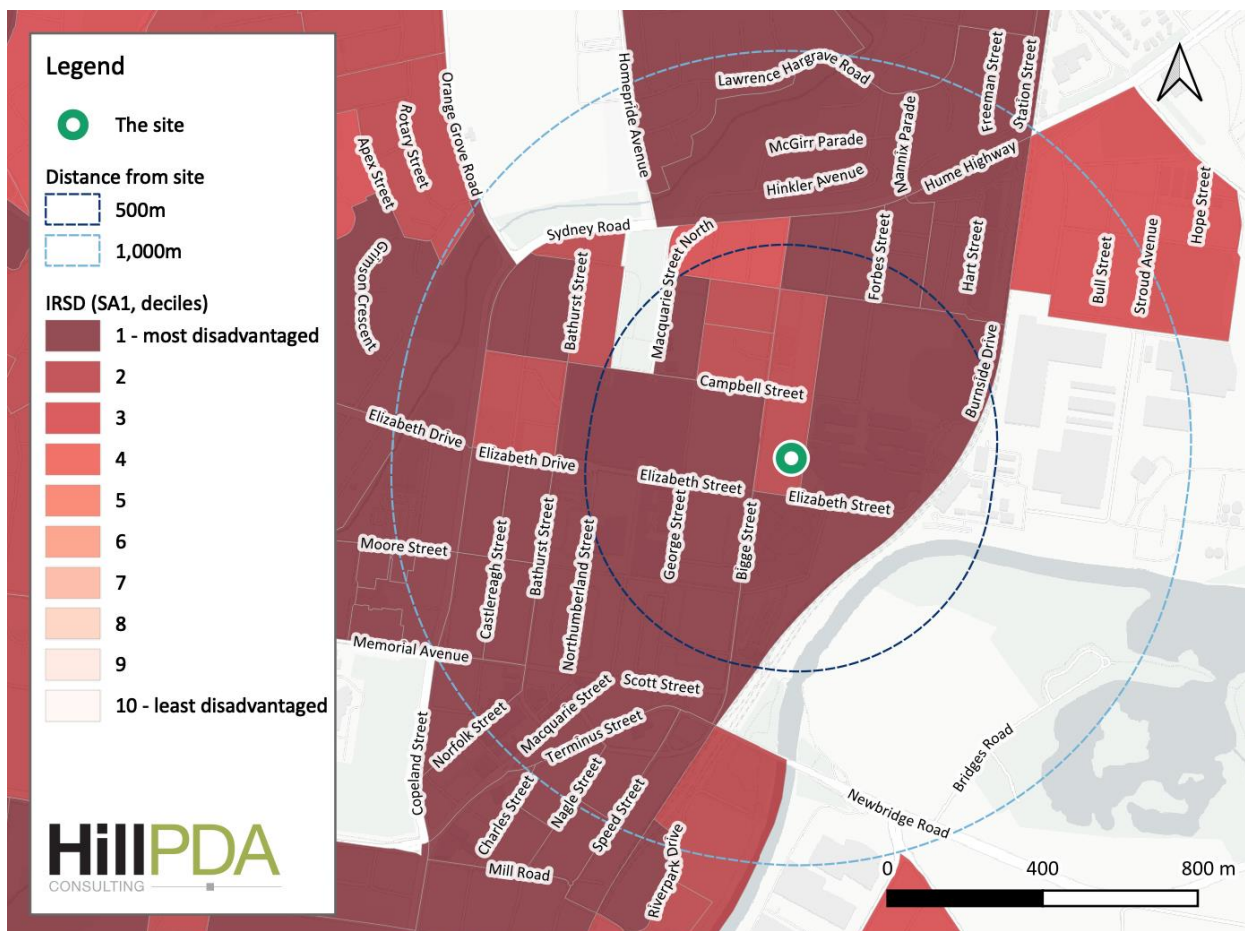 Legend
The site
Distance from site
500m
1,000m
IRSD (SA1, deciles)
1 - most disadvantaged
2
3
4
5
6
7
8
9
10 - least disadvantaged
HillPDA
CONSULTING
Orange Grove Road
Homepride Avenue
Lawrence Hargrave Road
Freeman Street
Station Street
Rotary Street
Apex Street
McGirr Parade
Mannix Parade
Hume Highway
Hinkler Avenue
Hope Street
Sydney Road
Macquarie Street North
Forbes Street
Hart Street
Bull Street
Stroud Avenue
Grimson Crescent
Bathurst Street
Campbell Street
Burnside Drive
Elizabeth Drive
Elizabeth Drive
Elizabeth Street
Elizabeth Street
Moore Street
Castlereagh Street
Bathurst Street
Northumberland Street
George Street
Bigge Street
Memorial Avenue
Scott Street
Macquarie Street
Norfolk Street
Terminus Street
Copeland Street
Charles Street
Nagle Street
Speed Street
Bridges Road
Newbridge Road
Mill Road
Riverpark Drive
0 400 800 m